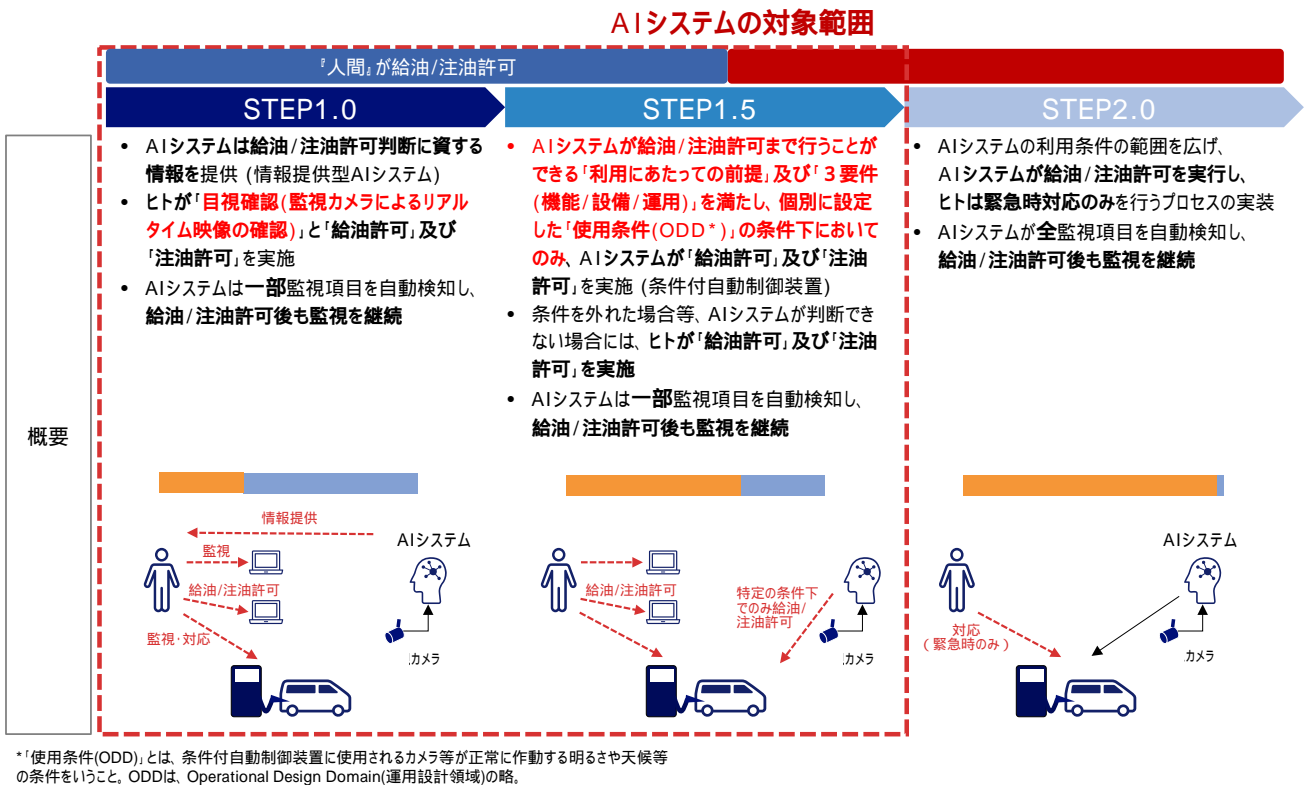 AIシステムの対象範囲
『人間』が給油/注油許可
STEP1.0
STEP1.5
STEP2.0
概要
• AIシステムは給油/注油許可判断に資する
情報を提供 (情報提供型AIシステム)
• ヒトが「目視確認(監視カメラによるリアル
タイム映像の確認)」と「給油許可」及び
「注油許可」を実施
• AIシステムは一部監視項目を自動検知し、
給油/注油許可後も監視を継続
• AIシステムが給油/注油許可まで行うことが
できる「利用にあたっての前提」及び「3要件
(機能/設備/運用)」を満たし、個別に設定
した「使用条件(ODD*)」の条件下において
のみ、AIシステムが「給油許可」及び「注油
許可」を実施 (条件付自動制御装置)
• 条件を外れた場合等、AIシステムが判断でき
ない場合には、ヒトが「給油許可」及び「注油
許可」を実施
• AIシステムは一部監視項目を自動検知し、
給油/注油許可後も監視を継続
• AIシステムの利用条件の範囲を広げ、
AIシステムが給油/注油許可を実行し、
ヒトは緊急時対応のみを行うプロセスの実装
• AIシステムが全監視項目を自動検知し、
給油/注油許可後も監視を継続
情報提供
AIシステム
監視
給油/注油許可
監視・対応
カメラ
給油/注油許可
特定の条件下
でのみ給油/
注油許可
カメラ
AIシステム
対応
(緊急時のみ)
カメラ
*「使用条件(ODD)」とは、条件付自動制御装置に使用されるカメラ等が正常に作動する明るさや天候等
の条件をいうこと。ODDは、Operational Design Domain(運用設計領域)の略。